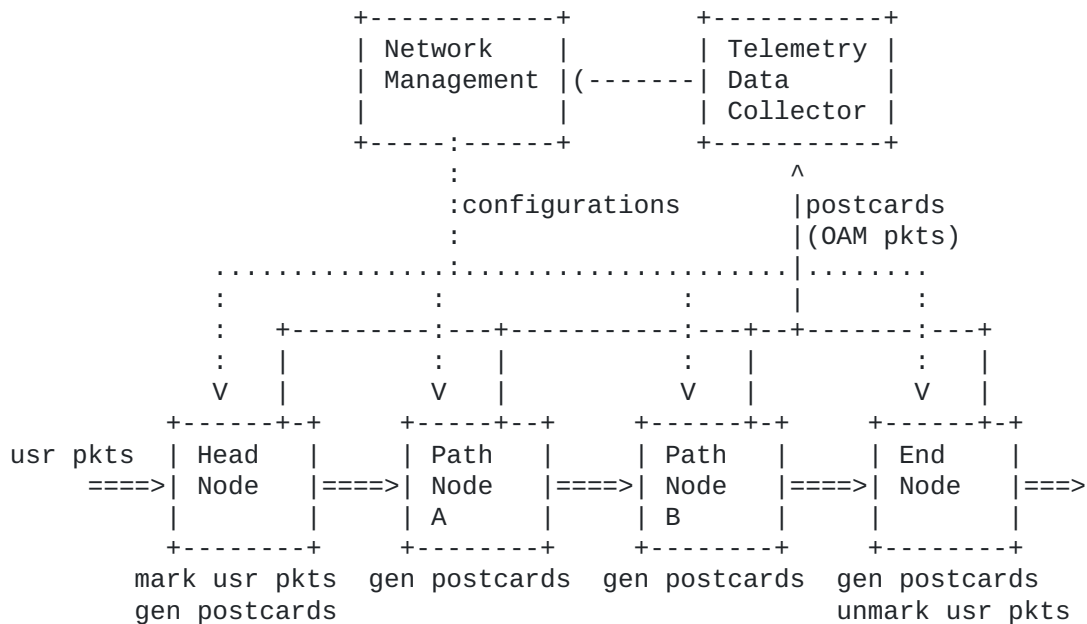 Network Telemetry
Management Data
Collector
configurations postcards
(OAM pkts)
V V V V
usr pkts Head Path Path End
Node Node Node Node
A B
mark usr pkts gen postcards gen postcards gen postcards
gen postcards unmark usr pkts